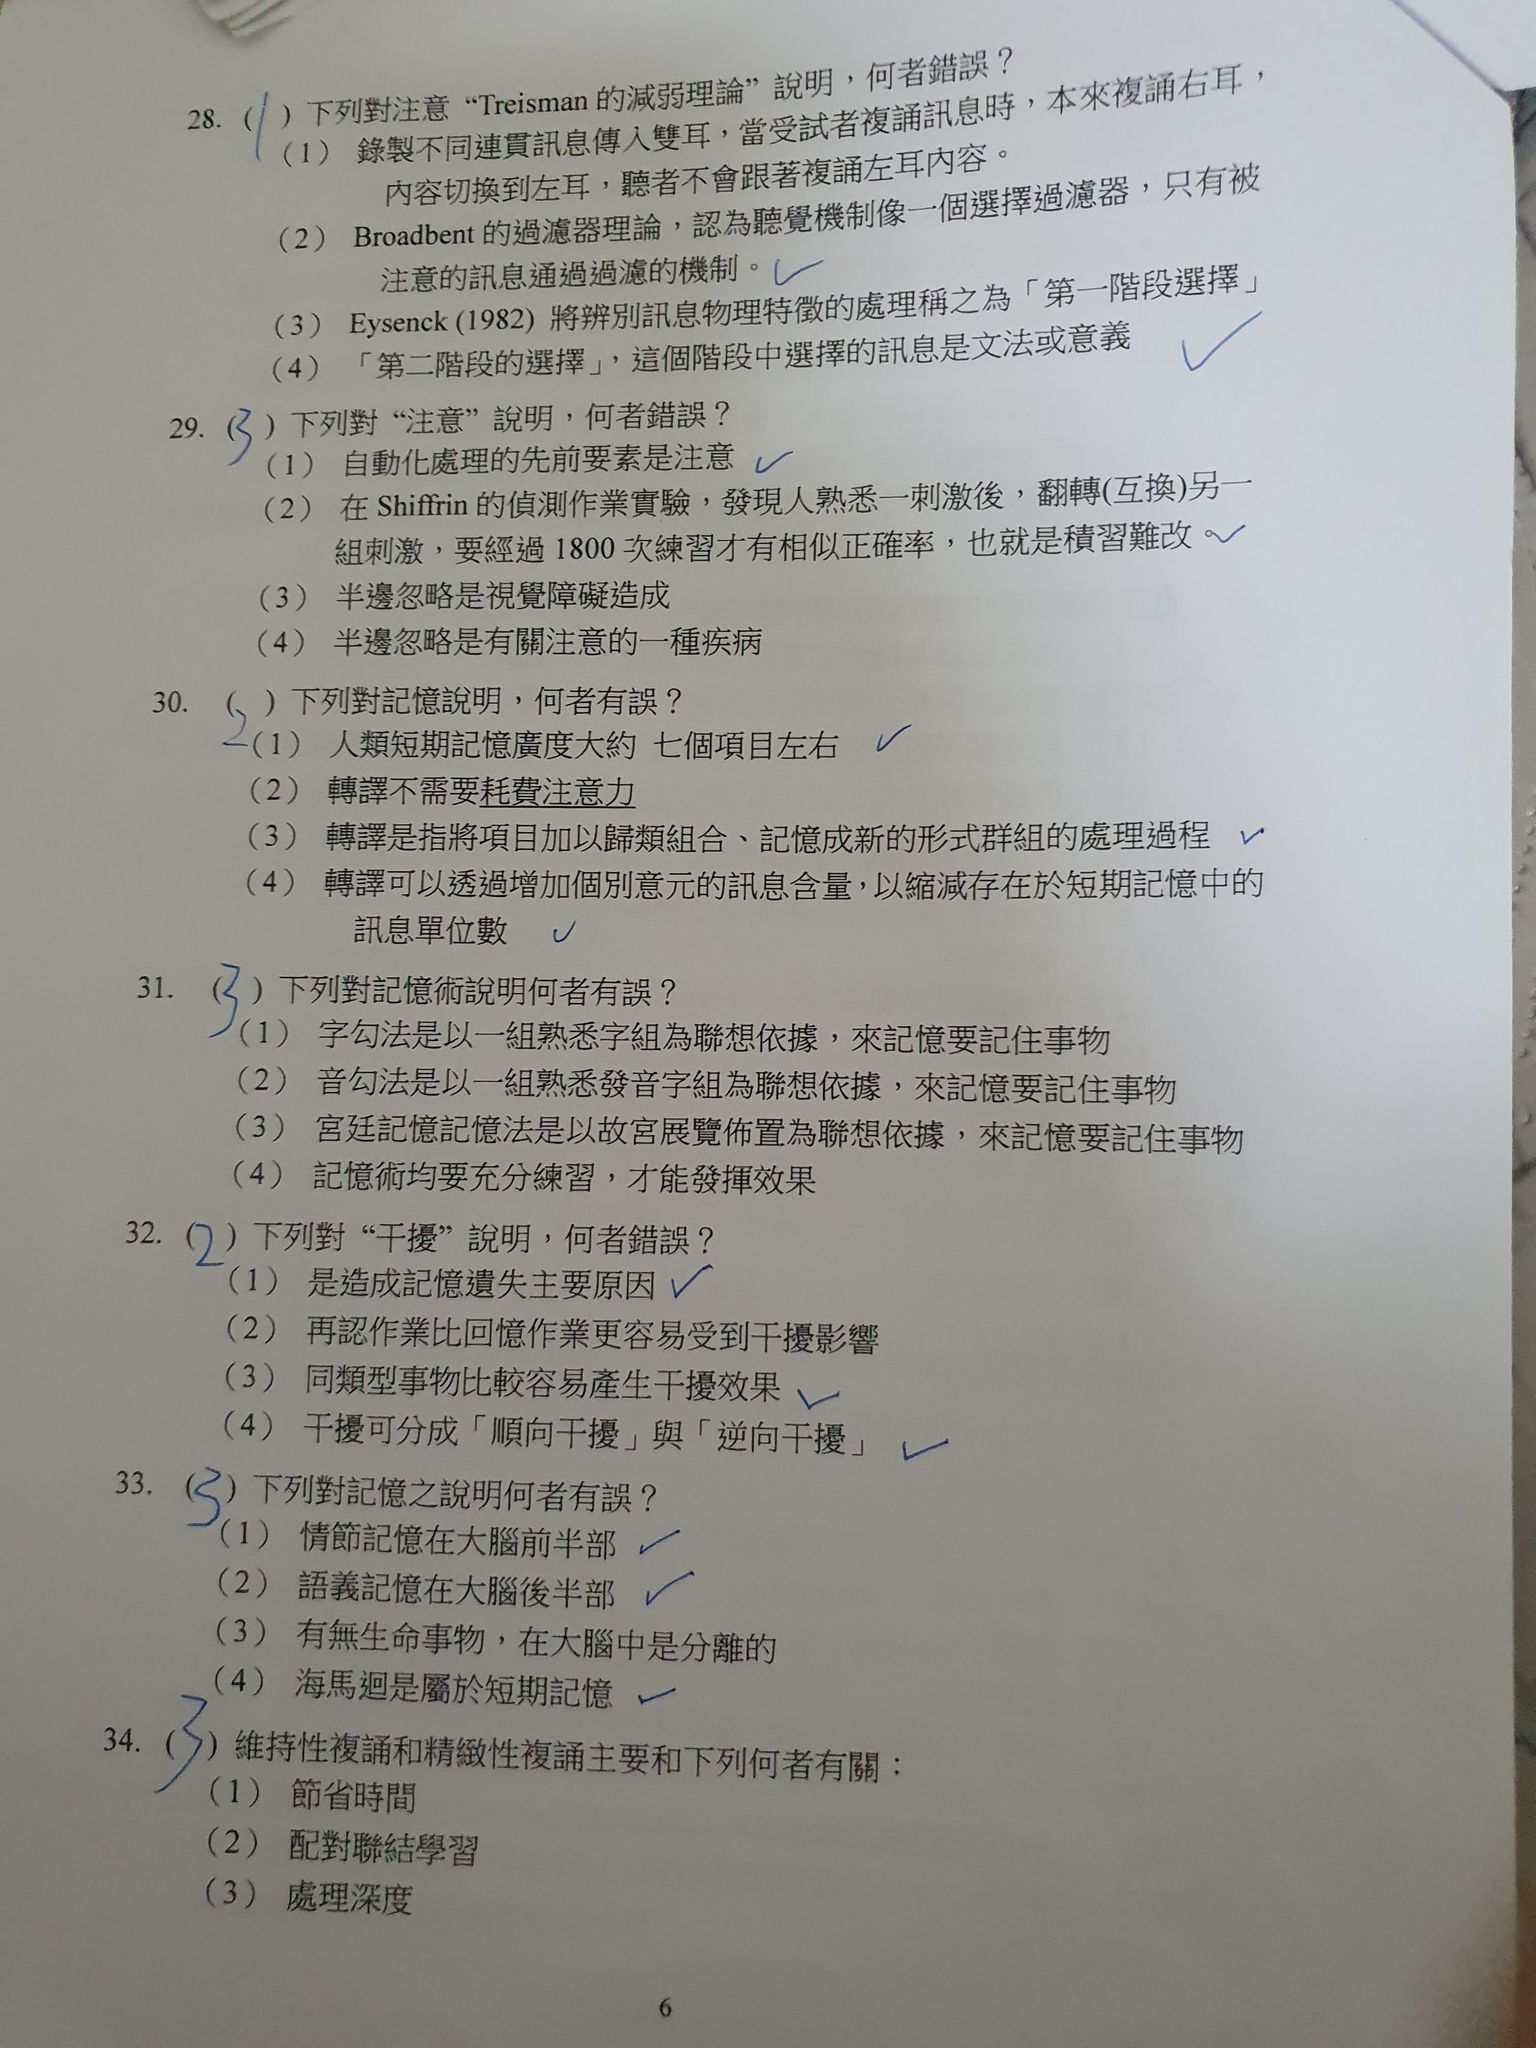 28. (1) 下列對注意 “Treisman 的減弱理論” 說明，何者錯誤？
(1) 錄製不同連貫訊息傳入雙耳，當受試者複誦訊息時，本來複誦右耳，
內容切換到左耳，聽者不會跟著複誦左耳內容。
(2) Broadbent 的過濾器理論，認為聽覺機制像一個選擇過濾器，只有被
注意的訊息通過過濾的機制。✓
(3) Eysenck (1982) 將辨別訊息物理特徵的處理稱之為「第一階段選擇」
(4) 「第二階段的選擇」，這個階段中選擇的訊息是文法或意義 ✓
29. (3) 下列對 “注意” 說明，何者錯誤？
(1) 自動化處理的先前要素是注意 ✓
(2) 在 Shiffrin 的偵測作業實驗，發現人熟悉一刺激後，翻轉(互換)另一
組刺激，要經過 1800 次練習才有相似正確率，也就是積習難改。✓
(3) 半邊忽略是視覺障礙造成
(4) 半邊忽略是有關注意的一種疾病
30. (2) 下列對記憶說明，何者有誤？
(1) 人類短期記憶廣度大約 七個項目左右 ✓
(2) 轉譯不需要耗費注意力
(3) 轉譯是指將項目加以歸類組合、記憶成新的形式群組的處理過程 ✓
(4) 轉譯可以透過增加個別意元的訊息含量，以縮減存在於短期記憶中的
訊息單位數 ✓
31. (3) 下列對記憶術說明何者有誤？
(1) 字勾法是以一組熟悉字組為聯想依據，來記憶要記住事物
(2) 音勾法是以一組熟悉發音字組為聯想依據，來記憶要記住事物
(3) 宮廷記憶記憶法是以故宮展覽佈置為聯想依據，來記憶要記住事物
(4) 記憶術均要充分練習，才能發揮效果
32. (2) 下列對 “干擾” 說明，何者錯誤？
(1) 是造成記憶遺失主要原因 ✓
(2) 再認作業比回憶作業更容易受到干擾影響
(3) 同類型事物比較容易產生干擾效果 ✓
(4) 干擾可分成「順向干擾」與「逆向干擾」 ✓
33. (3) 下列對記憶之說明何者有誤？
(1) 情節記憶在大腦前半部 ✓
(2) 語義記憶在大腦後半部 ✓
(3) 有無生命事物，在大腦中是分離的
(4) 海馬迴是屬於短期記憶 ✓
34. (3) 維持性複誦和精緻性複誦主要和下列何者有關：
(1) 節省時間
(2) 配對聯結學習
(3) 處理深度
6